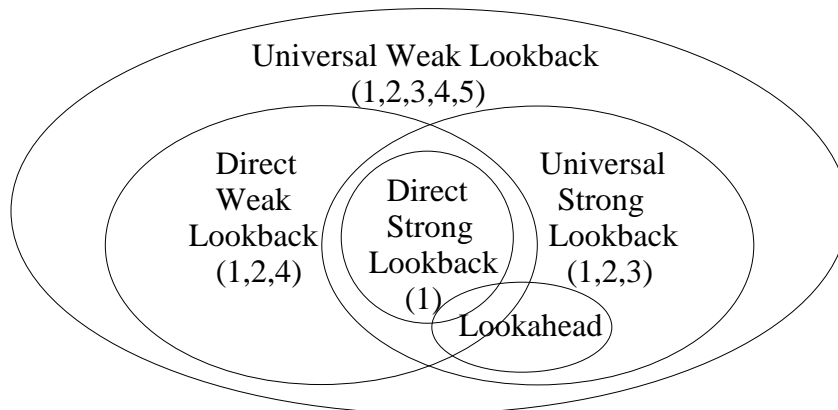 Universal Weak Lookback
(1,2,3,4,5)
Direct
Weak
Lookback
(1,2,4)
Direct
Strong
Lookback
(1)
Universal
Strong
Lookback
(1,2,3)
Lookahead